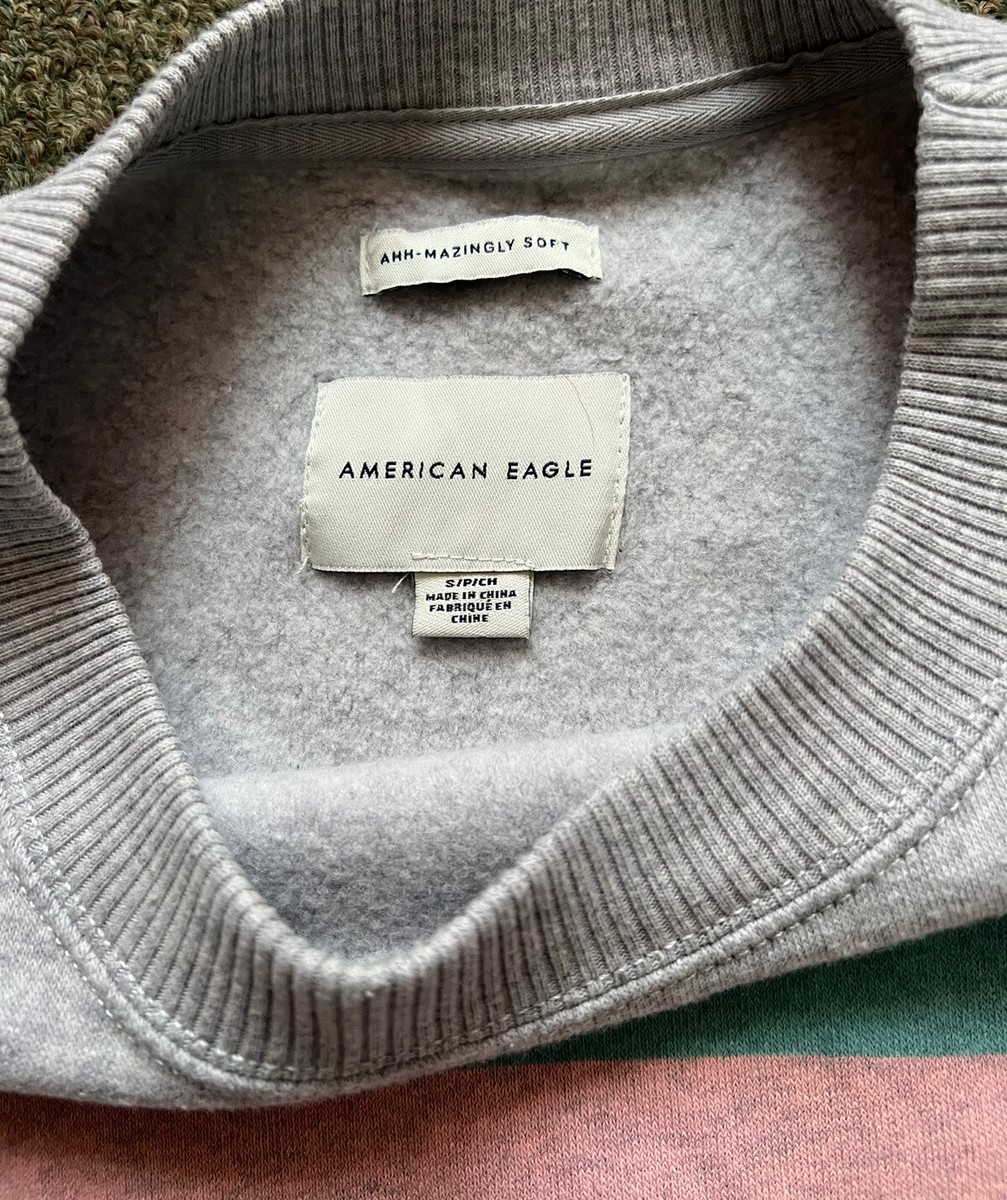 AHH-MAZINGLY SOFT
AMERICAN EAGLE
S/P/CH
MADE IN CHINA
FABRIQUÉ EN
CHINE